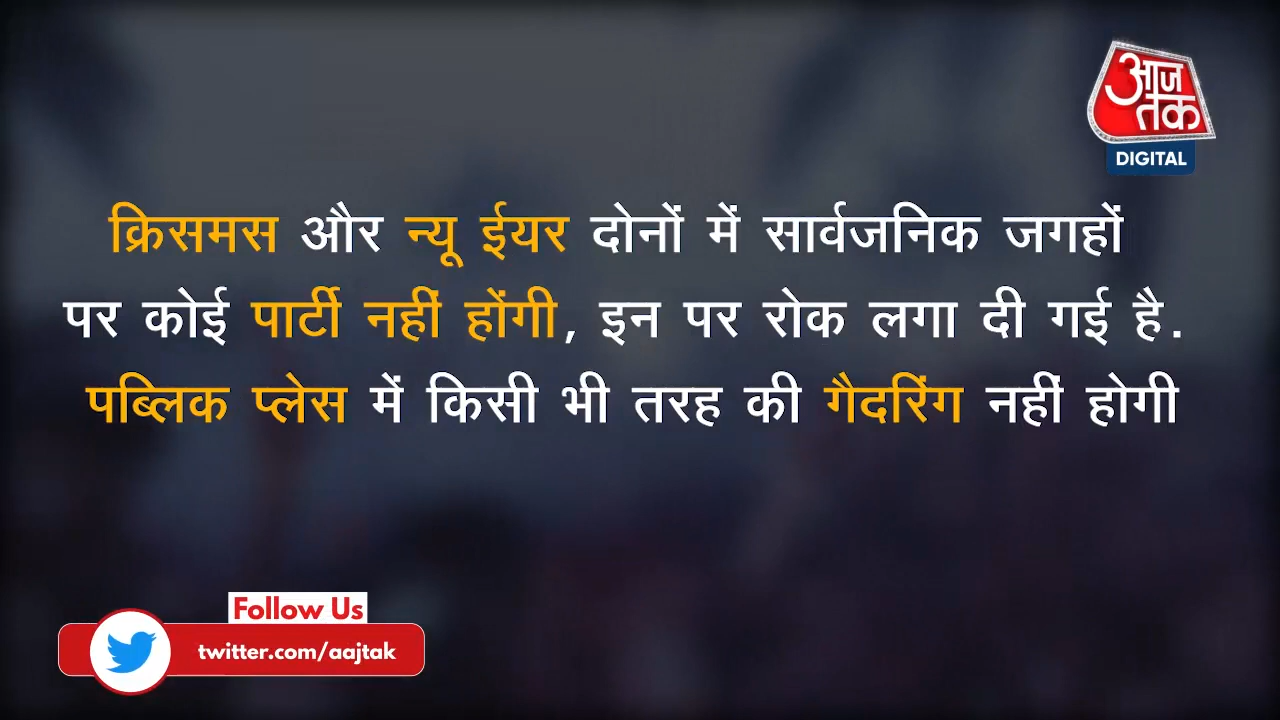 आज
तक
DIGITAL
क्रिसमस और न्यू ईयर दोनों में सार्वजनिक जगहों
पर कोई पार्टी नहीं होंगी, इन पर रोक लगा दी गई है.
पब्लिक प्लेस में किसी भी तरह की गैदरिंग नहीं होगी
Follow Us
twitter.com/aajtak